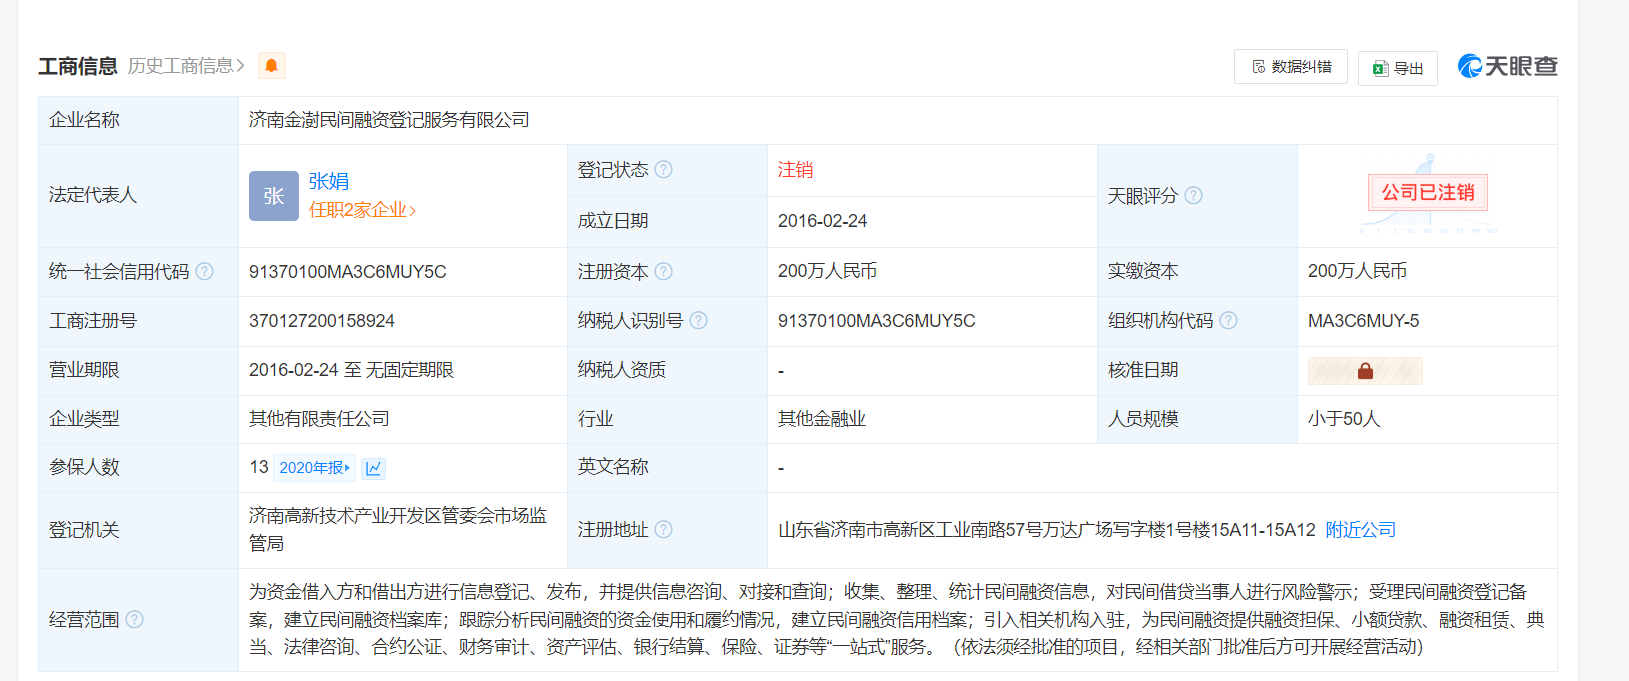 工商信息 历史工商信息> 数据纠错 导出 天眼查
企业名称 济南金澍民间融资登记服务有限公司
法定代表人 张 张娟 任职2家企业>
登记状态 注销
成立日期 2016-02-24
天眼评分 公司已注销
统一社会信用代码 91370100MA3C6MUY5C 注册资本 200万人民币 实缴资本 200万人民币
工商注册号 370127200158924 纳税人识别号 91370100MA3C6MUY5C 组织机构代码 MA3C6MUY-5
营业期限 2016-02-24 至 无固定期限 纳税人资质 - 核准日期
企业类型 其他有限责任公司 行业 其他金融业 人员规模 小于50人
参保人数 13 2020年报 英文名称 -
登记机关 济南高新技术产业开发区管委会市场监
管局
注册地址 山东省济南市高新区工业南路57号万达广场写字楼1号楼15A11-15A12 附近公司
经营范围
为资金借入方和借出方进行信息登记、发布，并提供信息咨询、对接和查询；收集、整理、统计民间融资信息，对民间借贷当事人进行风险警示；受理民间融资登记备
案，建立民间融资档案库；跟踪分析民间融资的资金使用和履约情况，建立民间融资信用档案；引入相关机构入驻，为民间融资提供融资担保、小额贷款、融资租赁、典
当、法律咨询、合约公证、财务审计、资产评估、银行结算、保险、证券等“一站式”服务。（依法须经批准的项目，经相关部门批准后方可开展经营活动）